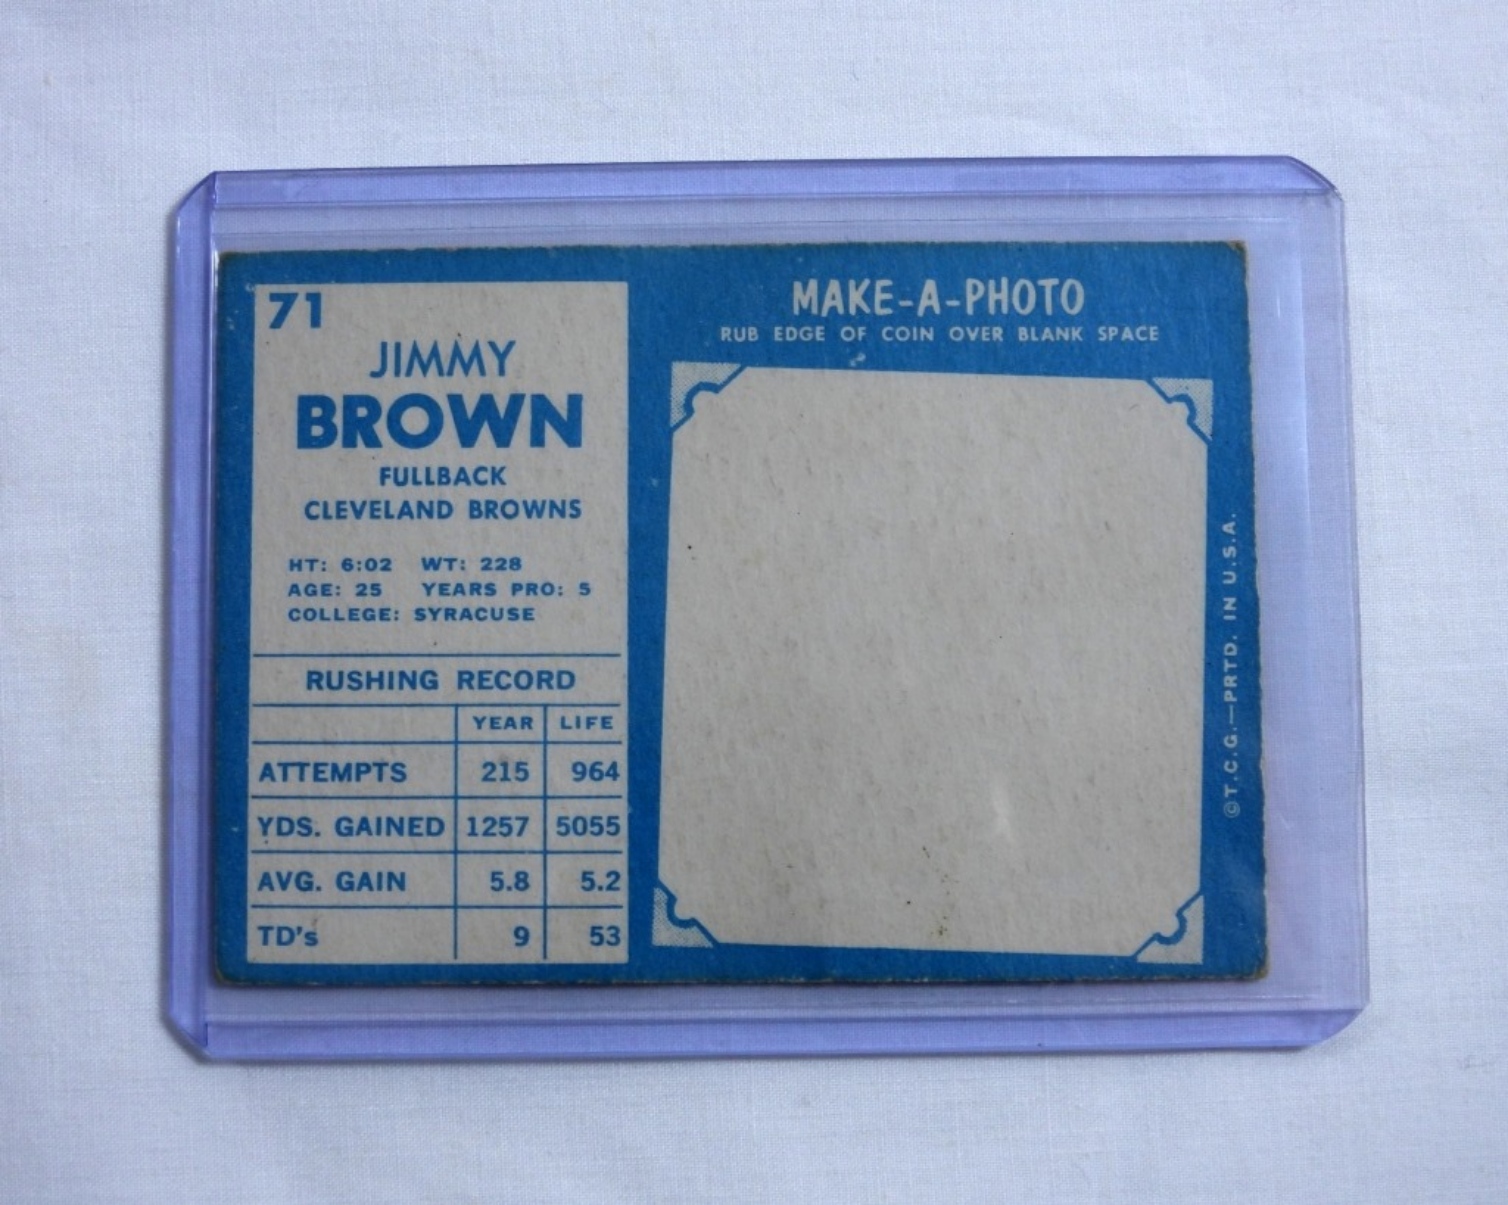 71
JIMMY
BROWN
FULLBACK
CLEVELAND BROWNS
HT: 6:02 WT: 228
AGE: 25 YEARS PRO: 5
COLLEGE: SYRACUSE
RUSHING RECORD
YEAR LIFE
ATTEMPTS 215 964
YDS. GAINED 1257 5055
AVG. GAIN 5.8 5.2
TD's 9 53
MAKE-A-PHOTO
RUB EDGE OF COIN OVER BLANK SPACE
©T.C.G.—PRTD. IN U.S.A.